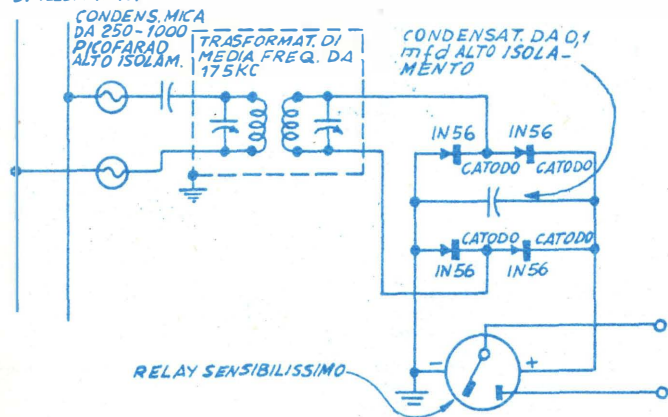 CONDENS. MICA
DA 250-1000
PICOFARAD
ALTO ISOLAM.
TRASFORMAT. DI
MEDIA FREQ. DA
175KC
CONDENSAT. DA 0,1
mfd ALTO ISOLA-
MENTO
IN56 IN56
CATODO CATODO
CATODO CATODO
IN56 IN56
- +
RELAY SENSIBILISSIMO